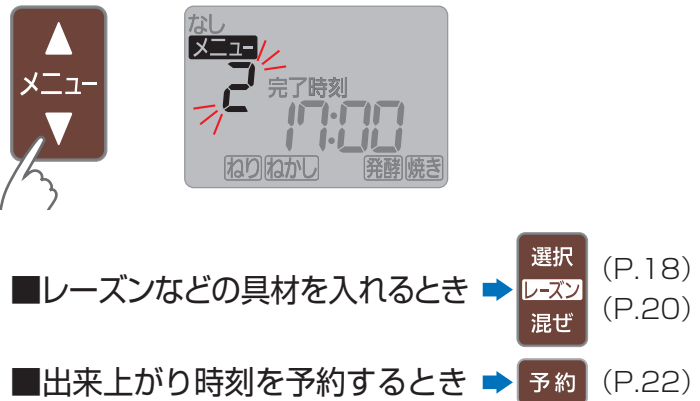 メニュー
なし
メニュー
2
完了時刻
17:00
ねり ねかし 発酵 焼き
■レーズンなどの具材を入れるとき ➡ 選択 レーズン 混ぜ (P.18) (P.20)
■出来上がり時刻を予約するとき ➡ 予約 (P.22)